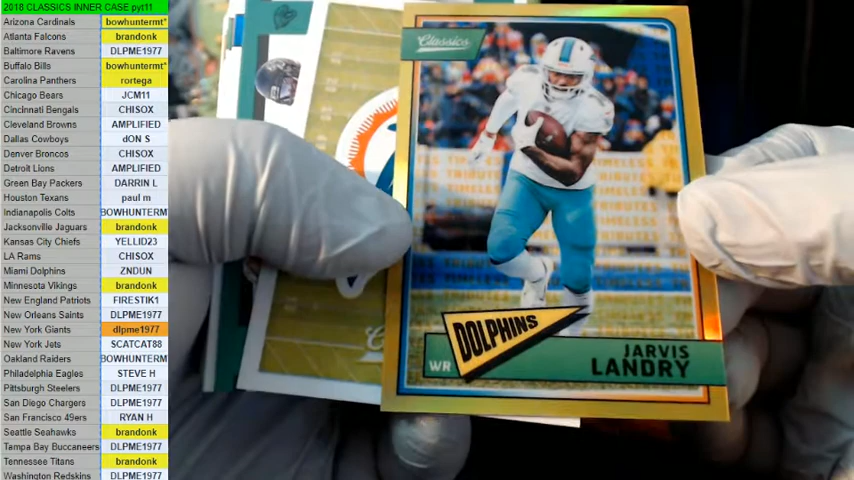 2018 CLASSICS INNER CASE pyt11
Arizona Cardinals bowhuntermt*
Atlanta Falcons brandonk
Baltimore Ravens DLPME1977
Buffalo Bills bowhuntermt*
Carolina Panthers rortega
Chicago Bears JCM11
Cincinnati Bengals CHISOX
Cleveland Browns AMPLIFIED
Dallas Cowboys dON S
Denver Broncos CHISOX
Detroit Lions AMPLIFIED
Green Bay Packers DARRIN L
Houston Texans paul m
Indianapolis Colts BOWHUNTERM
Jacksonville Jaguars brandonk
Kansas City Chiefs YELLID23
LA Rams CHISOX
Miami Dolphins ZNDUN
Minnesota Vikings brandonk
New England Patriots FIRESTIK1
New Orleans Saints DLPME1977
New York Giants dlpme1977
New York Jets SCATCAT88
Oakland Raiders BOWHUNTERM
Philadelphia Eagles STEVE H
Pittsburgh Steelers DLPME1977
San Diego Chargers DLPME1977
San Francisco 49ers RYAN H
Seattle Seahawks brandonk
Tampa Bay Buccaneers DLPME1977
Tennessee Titans brandonk
Washington Redskins DLPME1977
Classics
DOLPHINS
WR
JARVIS
LANDRY